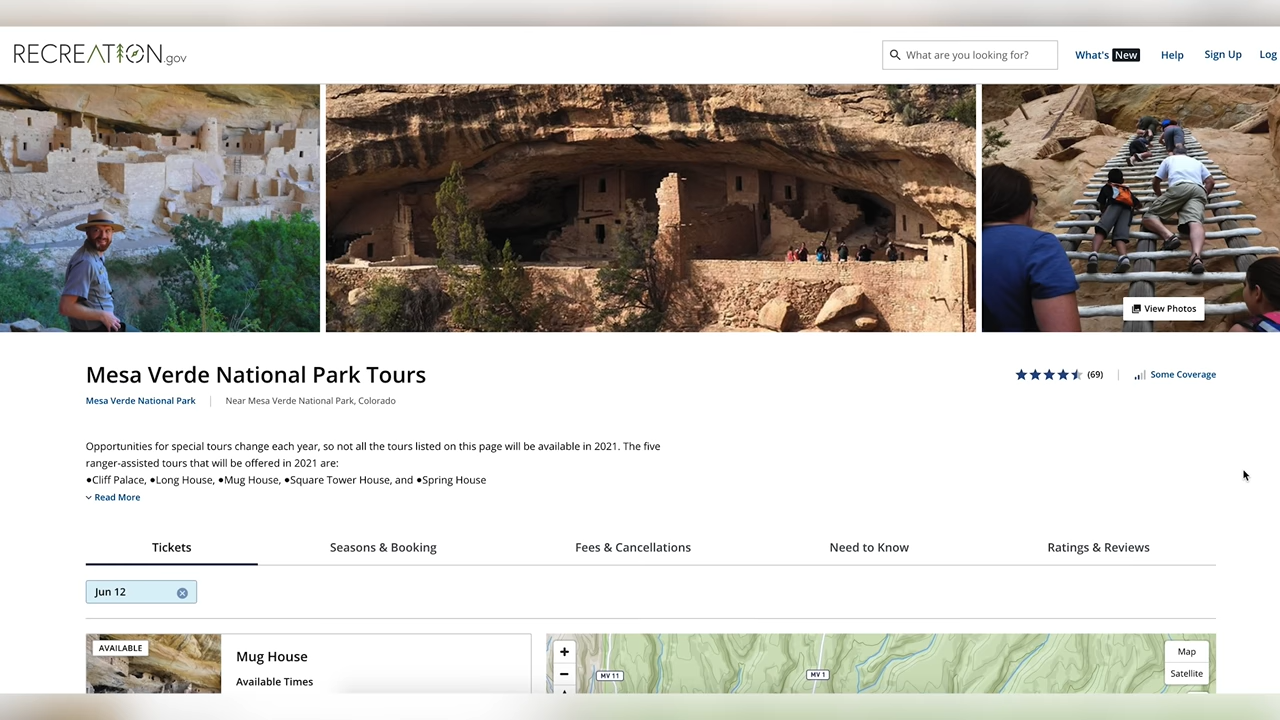 RECREATION.gov
What are you looking for?
What's New
Help
Sign Up
Log
View Photos
Mesa Verde National Park Tours
(69)
Some Coverage
Mesa Verde National Park
Near Mesa Verde National Park, Colorado
Opportunities for special tours change each year, so not all the tours listed on this page will be available in 2021. The five
ranger-assisted tours that will be offered in 2021 are:
●Cliff Palace, ●Long House, ●Mug House, ●Square Tower House, and ●Spring House
Read More
Tickets
Seasons & Booking
Fees & Cancellations
Need to Know
Ratings & Reviews
Jun 12
AVAILABLE
Mug House
Available Times
+
−
MV 11
MV 1
Map
Satellite